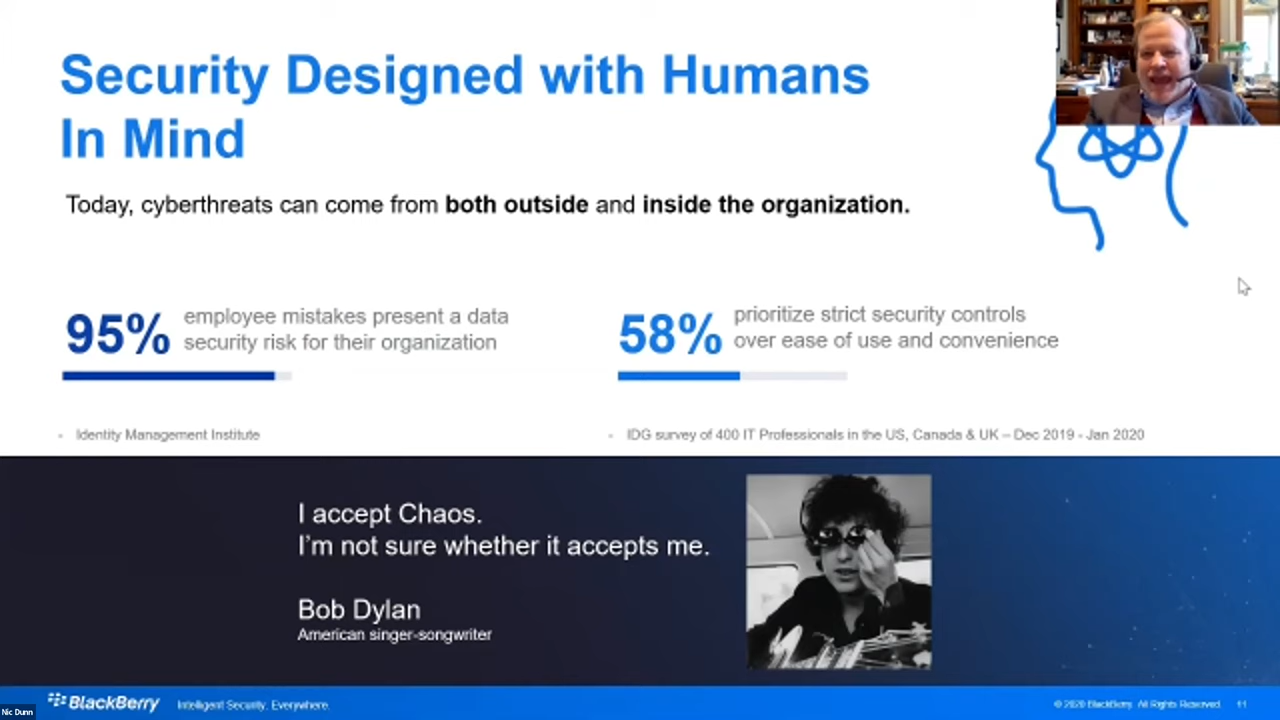 Security Designed with Humans
In Mind
Today, cyberthreats can come from both outside and inside the organization.
95%
employee mistakes present a data
security risk for their organization
58%
prioritize strict security controls
over ease of use and convenience
Identity Management Institute
IDG survey of 400 IT Professionals in the US, Canada & UK – Dec 2019 - Jan 2020
I accept Chaos.
I'm not sure whether it accepts me.
Bob Dylan
American singer-songwriter
BlackBerry
Intelligent Security. Everywhere.
© 2020 BlackBerry. All Rights Reserved.
11
Nic Dunn